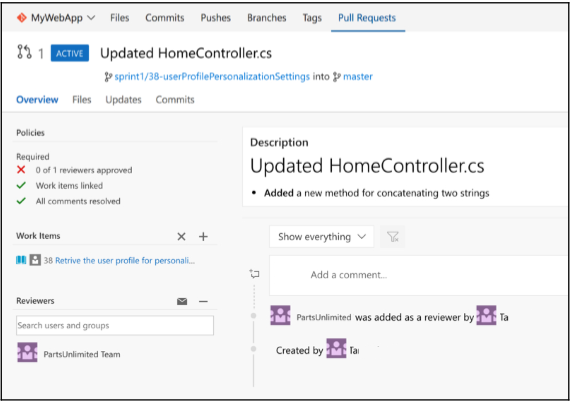 MyWebApp Files Commits Pushes Branches Tags Pull Requests
1 ACTIVE Updated HomeController.cs
sprint1/38-userProfilePersonalizationSettings into master
Overview Files Updates Commits
Policies
Required
0 of 1 reviewers approved
Work items linked
All comments resolved
Work Items
38 Retrive the user profile for personali...
Reviewers
Search users and groups
PartsUnlimited Team
Description
Updated HomeController.cs
• Added a new method for concatenating two strings
Show everything
Add a comment...
PartsUnlimited was added as a reviewer by Ta
Created by Tai